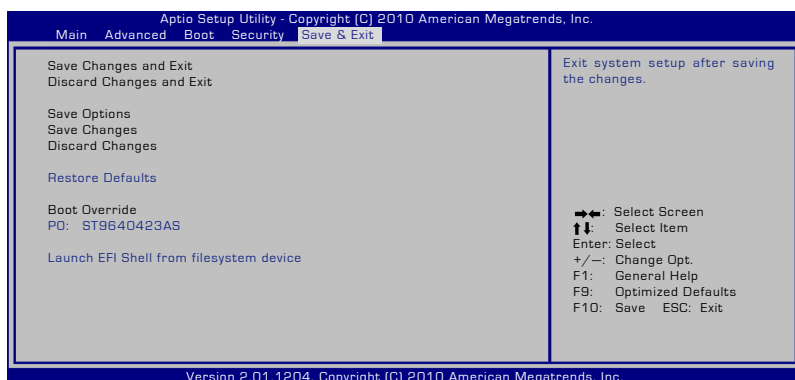 Aptio Setup Utility - Copyright (C) 2010 American Megatrends, Inc.
Main Advanced Boot Security Save & Exit
Save Changes and Exit
Discard Changes and Exit
Save Options
Save Changes
Discard Changes
Restore Defaults
Boot Override
P0: ST9640423AS
Launch EFI Shell from filesystem device
Exit system setup after saving
the changes.
→←: Select Screen
↑↓: Select Item
Enter: Select
+/—: Change Opt.
F1: General Help
F9: Optimized Defaults
F10: Save ESC: Exit
Version 2.01.1204. Copyright (C) 2010 American Megatrends, Inc.